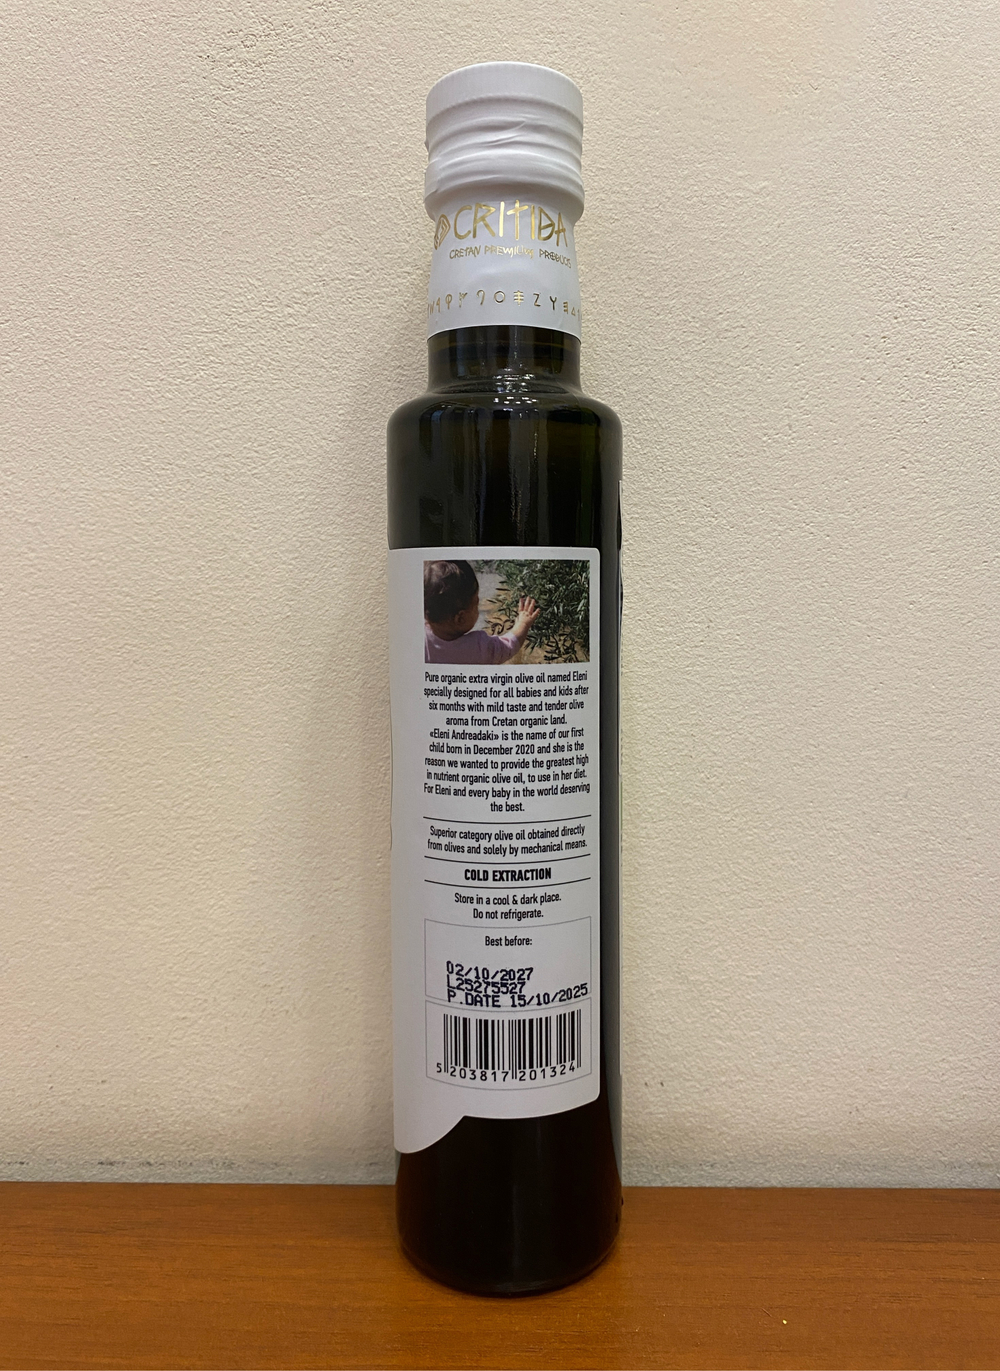 CRITIDA
CRETAN PREMIUM PRODUCTS
Pure organic extra virgin olive oil named Eleni
specially designed for all babies and kids after
six months with mild taste and tender olive
aroma from Cretan organic land.
«Eleni Andreadaki» is the name of our first
child born in December 2020 and she is the
reason we wanted to provide the greatest high
in nutrient organic olive oil, to use in her diet.
For Eleni and every baby in the world deserving
the best.
Superior category olive oil obtained directly
from olives and solely by mechanical means.
COLD EXTRACTION
Store in a cool & dark place.
Do not refrigerate.
Best before:
02/10/2027
L25275527
P.DATE 15/10/2025
5 203817 201324